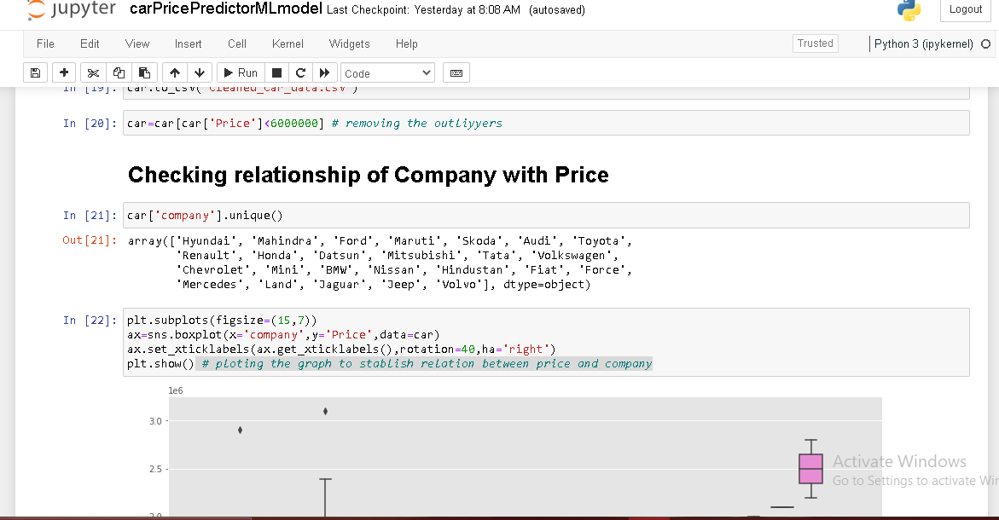 jupyter carPricePredictorMLmodel Last Checkpoint: Yesterday at 8:08 AM (autosaved)
Logout
File Edit View Insert Cell Kernel Widgets Help
Trusted Python 3 (ipykernel)
Run Code
In [19]: car.to_csv('Cleaned_Car_data.csv')
In [20]: car=car[car['Price']<6000000] # removing the outliyyers
Checking relationship of Company with Price
In [21]: car['company'].unique()
Out[21]: array(['Hyundai', 'Mahindra', 'Ford', 'Maruti', 'Skoda', 'Audi', 'Toyota',
'Renault', 'Honda', 'Datsun', 'Mitsubishi', 'Tata', 'Volkswagen',
'Chevrolet', 'Mini', 'BMW', 'Nissan', 'Hindustan', 'Fiat', 'Force',
'Mercedes', 'Land', 'Jaguar', 'Jeep', 'Volvo'], dtype=object)
In [22]: plt.subplots(figsize=(15,7))
ax=sns.boxplot(x='company',y='Price',data=car)
ax.set_xticklabels(ax.get_xticklabels(),rotation=40,ha='right')
plt.show() # ploting the graph to stablish relation between price and company
1e6
3.0
2.5
Activate Windows
Go to Settings to activate Wi
2.0